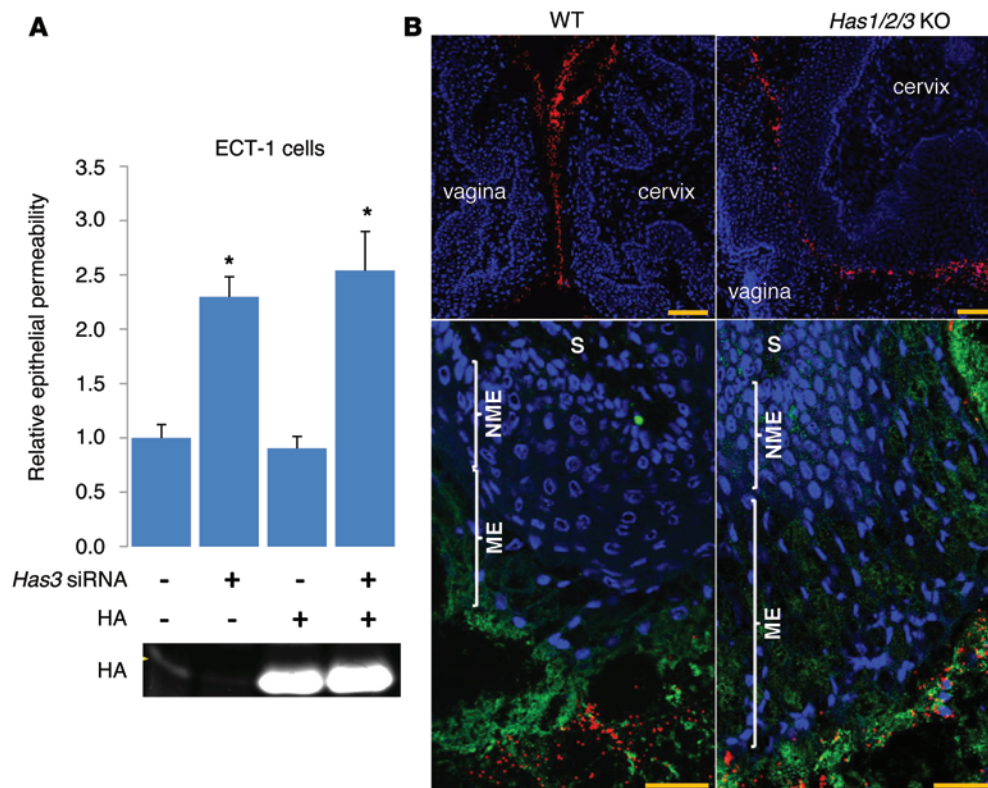 A
ECT-1 cells
Relative epithelial permeability
3.5
3.0
2.5
2.0
1.5
1.0
0.5
0.0
*
*
Has3 siRNA - + - +
HA - - + +
HA
B
WT
Has1/2/3 KO
vagina
cervix
cervix
vagina
S
NME
ME
S
NME
ME